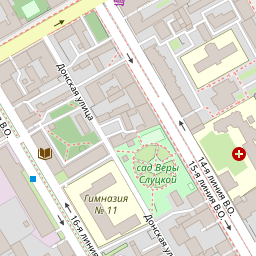 Донская улица
сад Веры
Слуцкой
Гимназия
№ 11
14-я линия В.О.
15-я линия В.О.
16-я линия
Донская ул
В.О.